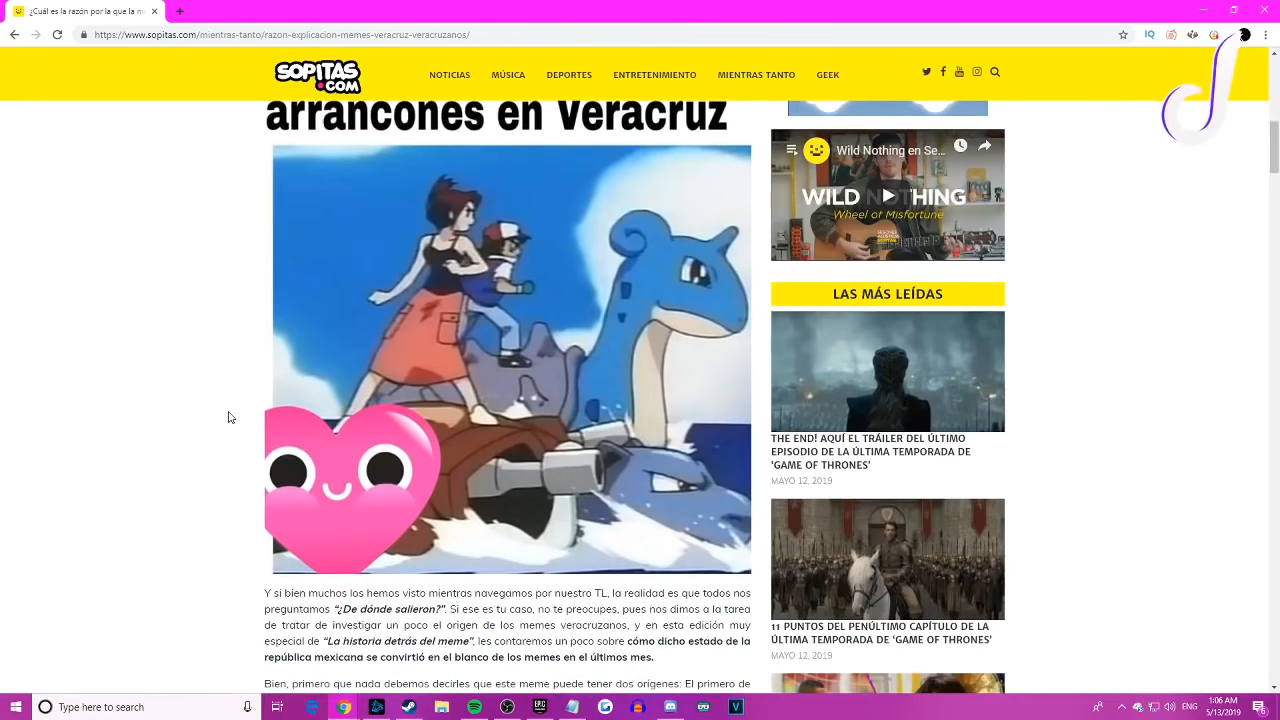 ¿Cuál es la razón por la que la m
https://www.sopitas.com/mientras-tanto/razon-explicacion-memes-veracruz-veracruzanos/
SOPITAS
.COM
NOTICIAS
MÚSICA
DEPORTES
ENTRETENIMIENTO
MIENTRAS TANTO
GEEK
arrancones en Veracruz
Y si bien muchos los hemos visto mientras navegamos por nuestro TL, la realidad es que todos nos
preguntamos “¿De dónde salieron?”. Si ese es tu caso, no te preocupes, pues nos dimos a la tarea
de tratar de investigar un poco el origen de los memes veracruzanos, y en esta edición muy
especial de “La historia detrás del meme”, les contaremos un poco sobre cómo dicho estado de la
república mexicana se convirtió en el blanco de los memes en el últimos mes.
Bien, primero que nada debemos decirles que este meme puede tener dos orígenes: El primero de
Wild Nothing en Se...
WILD NOTHING
Wheel of Misfortune
LAS MÁS LEÍDAS
THE END! AQUÍ EL TRÁILER DEL ÚLTIMO
EPISODIO DE LA ÚLTIMA TEMPORADA DE
‘GAME OF THRONES’
MAYO 12, 2019
11 PUNTOS DEL PENÚLTIMO CAPÍTULO DE LA
ÚLTIMA TEMPORADA DE ‘GAME OF THRONES’
MAYO 12, 2019
Type here to search
ENG
1:06 AM
5/13/2019